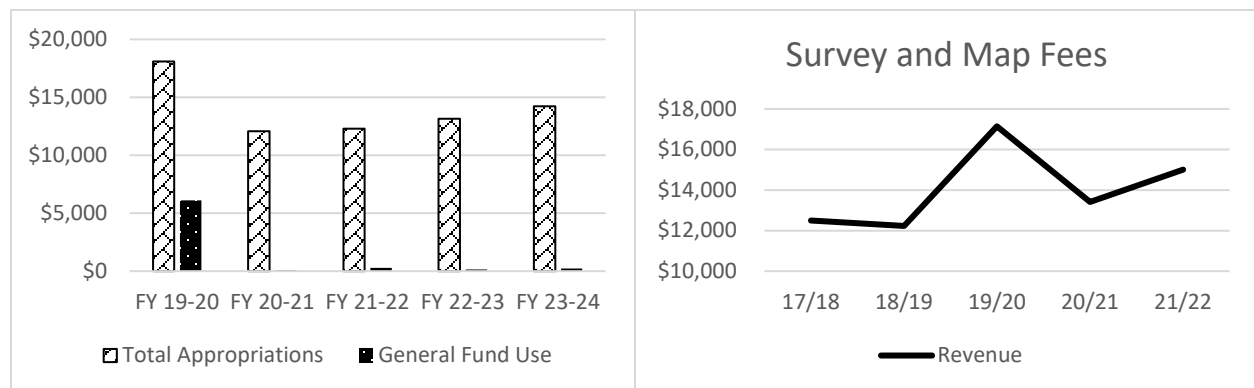 $20,000
$15,000
$10,000
$5,000
$0
FY 19-20 FY 20-21 FY 21-22 FY 22-23 FY 23-24
Total Appropriations General Fund Use
Survey and Map Fees
$18,000
$16,000
$14,000
$12,000
$10,000
17/18 18/19 19/20 20/21 21/22
Revenue